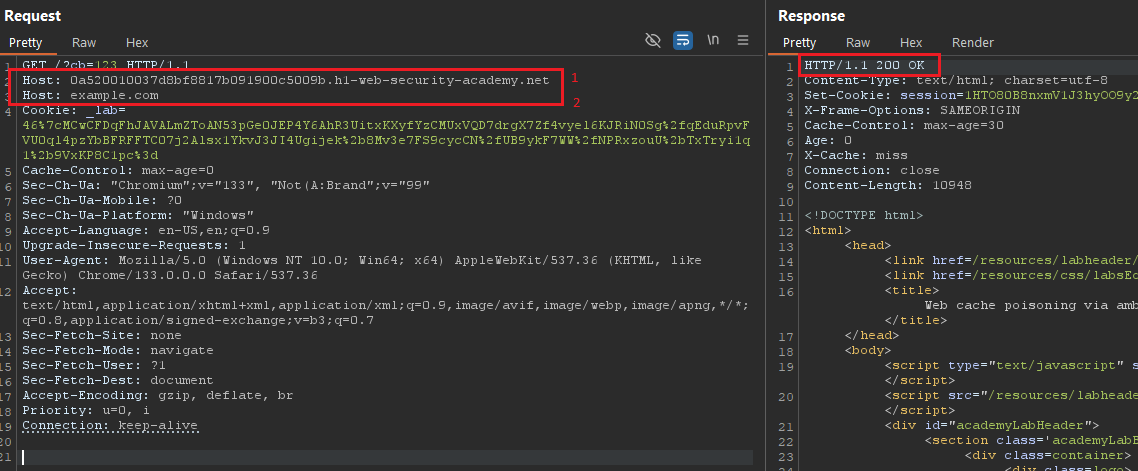 Request
Pretty Raw Hex \n
1 GET /?cb=123 HTTP/1.1
2 Host: 0a520010037d8bf8817b091900c5009b.h1-web-security-academy.net 1
3 Host: example.com 2
4 Cookie: _lab=
46%7cMCwCFDqFhJAVALmZToAN53pGeOJEP4Y6AhR3UitxKXyfYzCMUxVQD7drgX7Zf4vyel6KJRiNOSg%2fqEduRpvF
VUOql4pzYbBFRFFTCO7j2Alsx1YkvJ3JI4Ugijek%2b8Mv3e7FS9cycCN%2fUB9ykF7WW%2fNPRxzouU%2bTxTryi1q
1%2b9VxKP8C1pc%3d
5 Cache-Control: max-age=0
6 Sec-Ch-Ua: "Chromium";v="133", "Not(A:Brand";v="99"
7 Sec-Ch-Ua-Mobile: ?0
8 Sec-Ch-Ua-Platform: "Windows"
9 Accept-Language: en-US,en;q=0.9
10 Upgrade-Insecure-Requests: 1
11 User-Agent: Mozilla/5.0 (Windows NT 10.0; Win64; x64) AppleWebKit/537.36 (KHTML, like
Gecko) Chrome/133.0.0.0 Safari/537.36
12 Accept:
text/html,application/xhtml+xml,application/xml;q=0.9,image/avif,image/webp,image/apng,*/*;
q=0.8,application/signed-exchange;v=b3;q=0.7
13 Sec-Fetch-Site: none
14 Sec-Fetch-Mode: navigate
15 Sec-Fetch-User: ?1
16 Sec-Fetch-Dest: document
17 Accept-Encoding: gzip, deflate, br
18 Priority: u=0, i
19 Connection: keep-alive
20
21
Response
Pretty Raw Hex Render
1 HTTP/1.1 200 OK
2 Content-Type: text/html; charset=utf-8
3 Set-Cookie: session=1HTO8OB8nxmV1J3hyOO9y2
4 X-Frame-Options: SAMEORIGIN
5 Cache-Control: max-age=30
6 Age: 0
7 X-Cache: miss
8 Connection: close
9 Content-Length: 10948
10
11 <!DOCTYPE html>
12 <html>
13 <head>
14 <link href=/resources/labheader/
15 <link href=/resources/css/labsEc
16 <title>
Web cache poisoning via amb
</title>
17 </head>
18 <body>
19 <script type="text/javascript" s
</script>
20 <script src="/resources/labheade
</script>
21 <div id="academyLabHeader">
22 <section class='academyLabH
23 <div class=container>
24 <div class=logo>